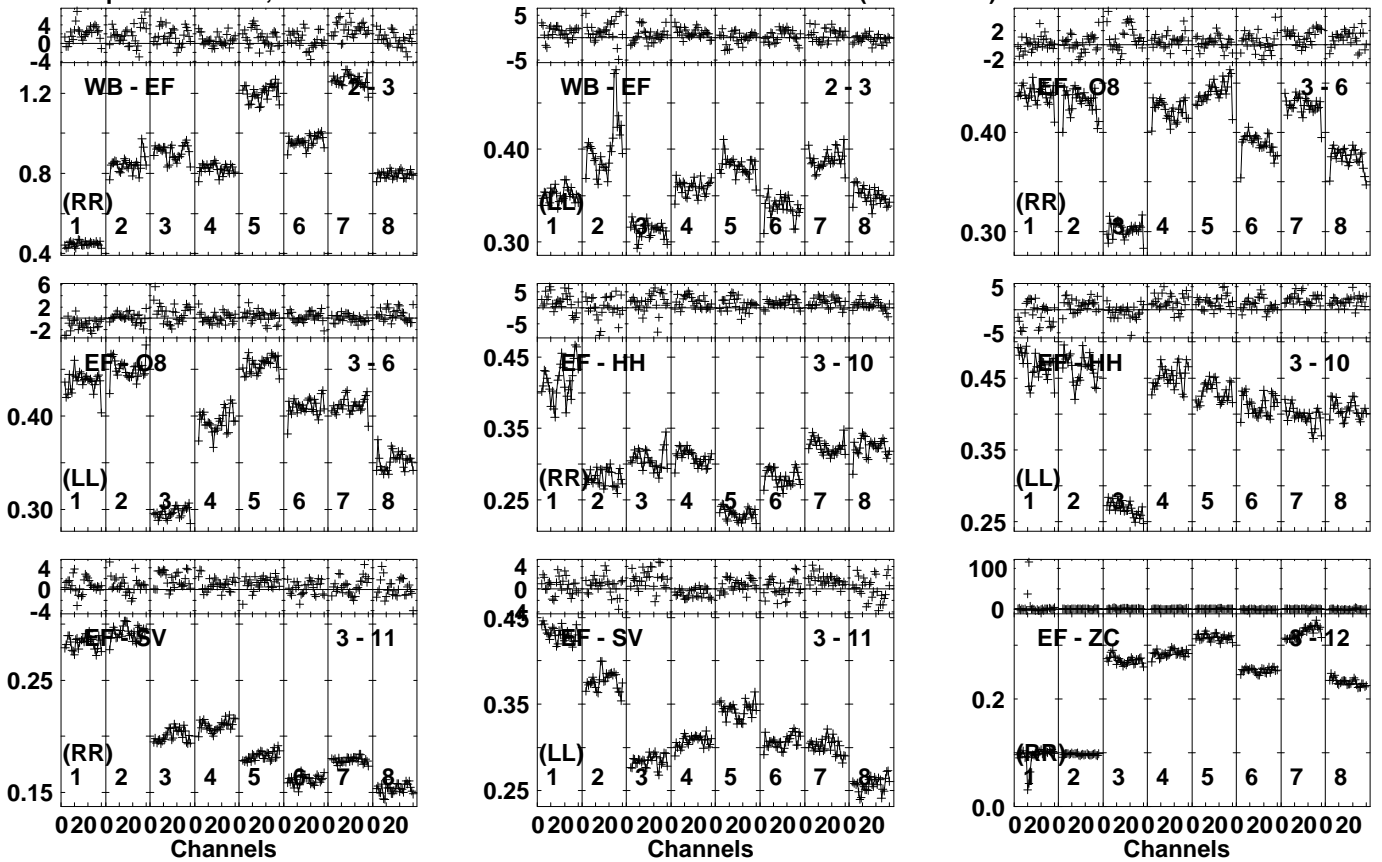 5 5
4 0 -4
0 -5
2 0 -2
WB - EF 2 - 3
WB - EF 2 - 3
EF - O8 3 - 6
1.2 0.8 0.4
0.40 0.30
0.40 0.30
(RR)
(LL)
(RR)
1 2 3 4 5 6 7 8
1 2 3 4 5 6 7 8
1 2 3 4 5 6 7 8
6 4 2 0 -2
5 -5
5 0 -5
EF - O8 3 - 6
EF - HH 3 - 10
EF - HH 3 - 10
0.40 0.30
0.45 0.35 0.25
0.45 0.35 0.25
(LL)
(RR)
(LL)
1 2 3 4 5 6 7 8
1 2 3 4 5 6 7 8
1 2 3 4 5 6 7 8
4 0 -4
4 0
100 0
EF - SV 3 - 11
EF - SV 3 - 11
EF - ZC 3 - 12
0.25 0.15
0.45 0.35 0.25
0.2 0.0
(RR)
(LL)
(RR)
1 2 3 4 5 6 7 8
1 2 3 4 5 6 7 8
1 2 3 4 5 6 7 8
0 20 0 20 0 20 0 20 0 20 0 20 0 20 0 20
0 20 0 20 0 20 0 20 0 20 0 20 0 20 0 20
0 20 0 20 0 20 0 20 0 20 0 20 0 20 0 20
Channels
Channels
Channels